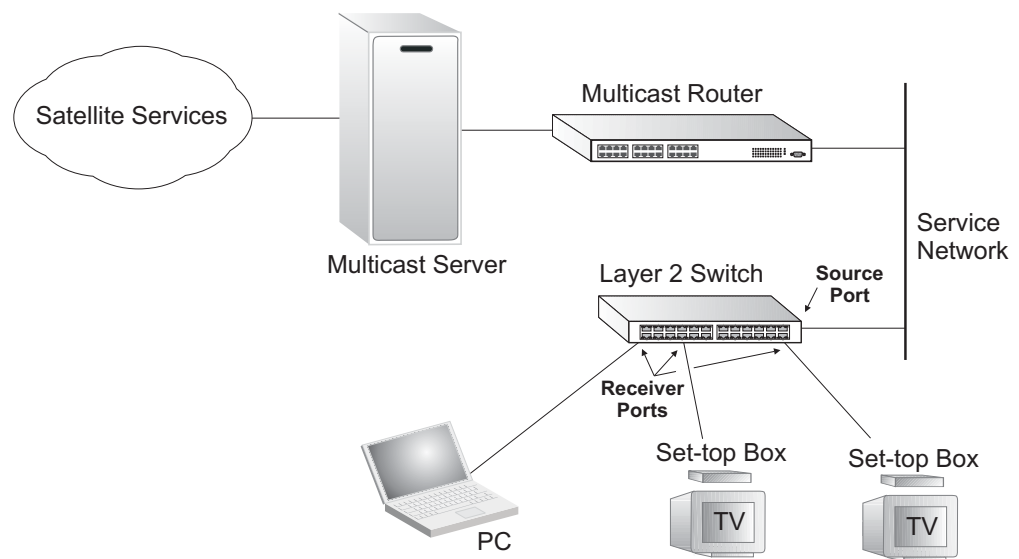 Satellite Services
Multicast Server
Multicast Router
Service
Network
Layer 2 Switch
Source
Port
Receiver
Ports
PC
Set-top Box
TV
Set-top Box
TV